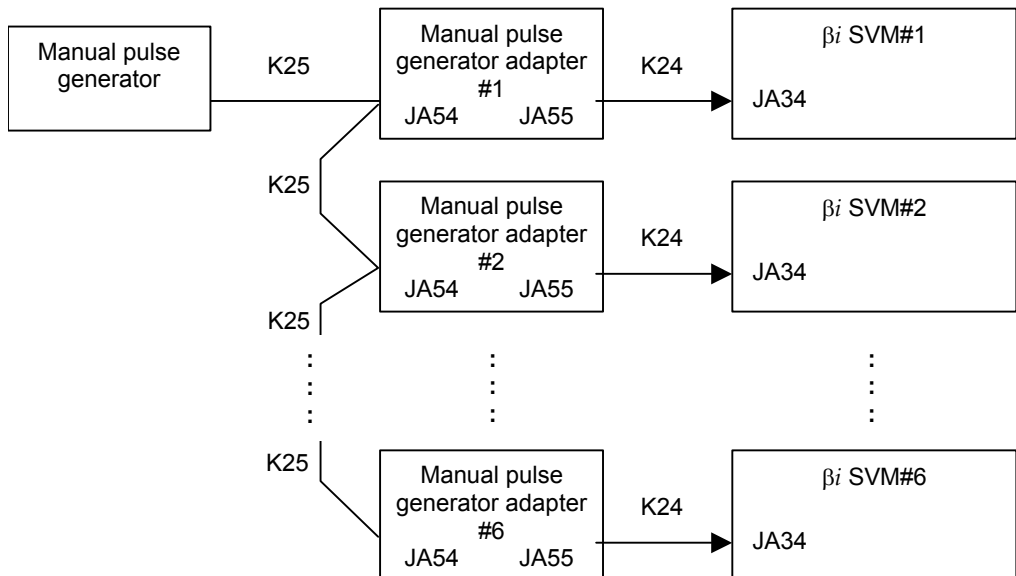 Manual pulse
generator
K25
Manual pulse
generator adapter
#1
JA54 JA55
K24
βi SVM#1
JA34
K25
Manual pulse
generator adapter
#2
JA54 JA55
K24
βi SVM#2
JA34
K25
K25
Manual pulse
generator adapter
#6
JA54 JA55
K24
βi SVM#6
JA34